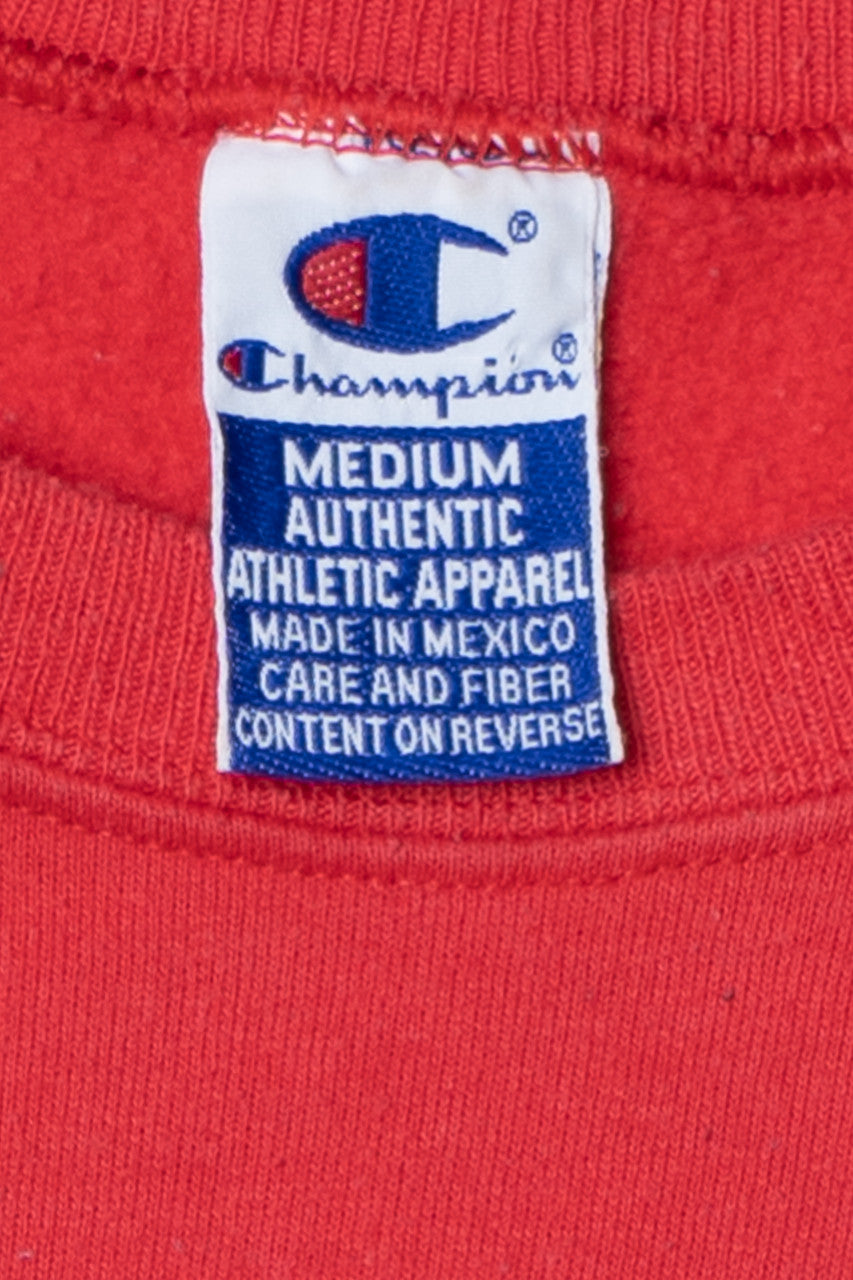 ®
Champion®
MEDIUM
AUTHENTIC
ATHLETIC APPAREL
MADE IN MEXICO
CARE AND FIBER
CONTENT ON REVERSE